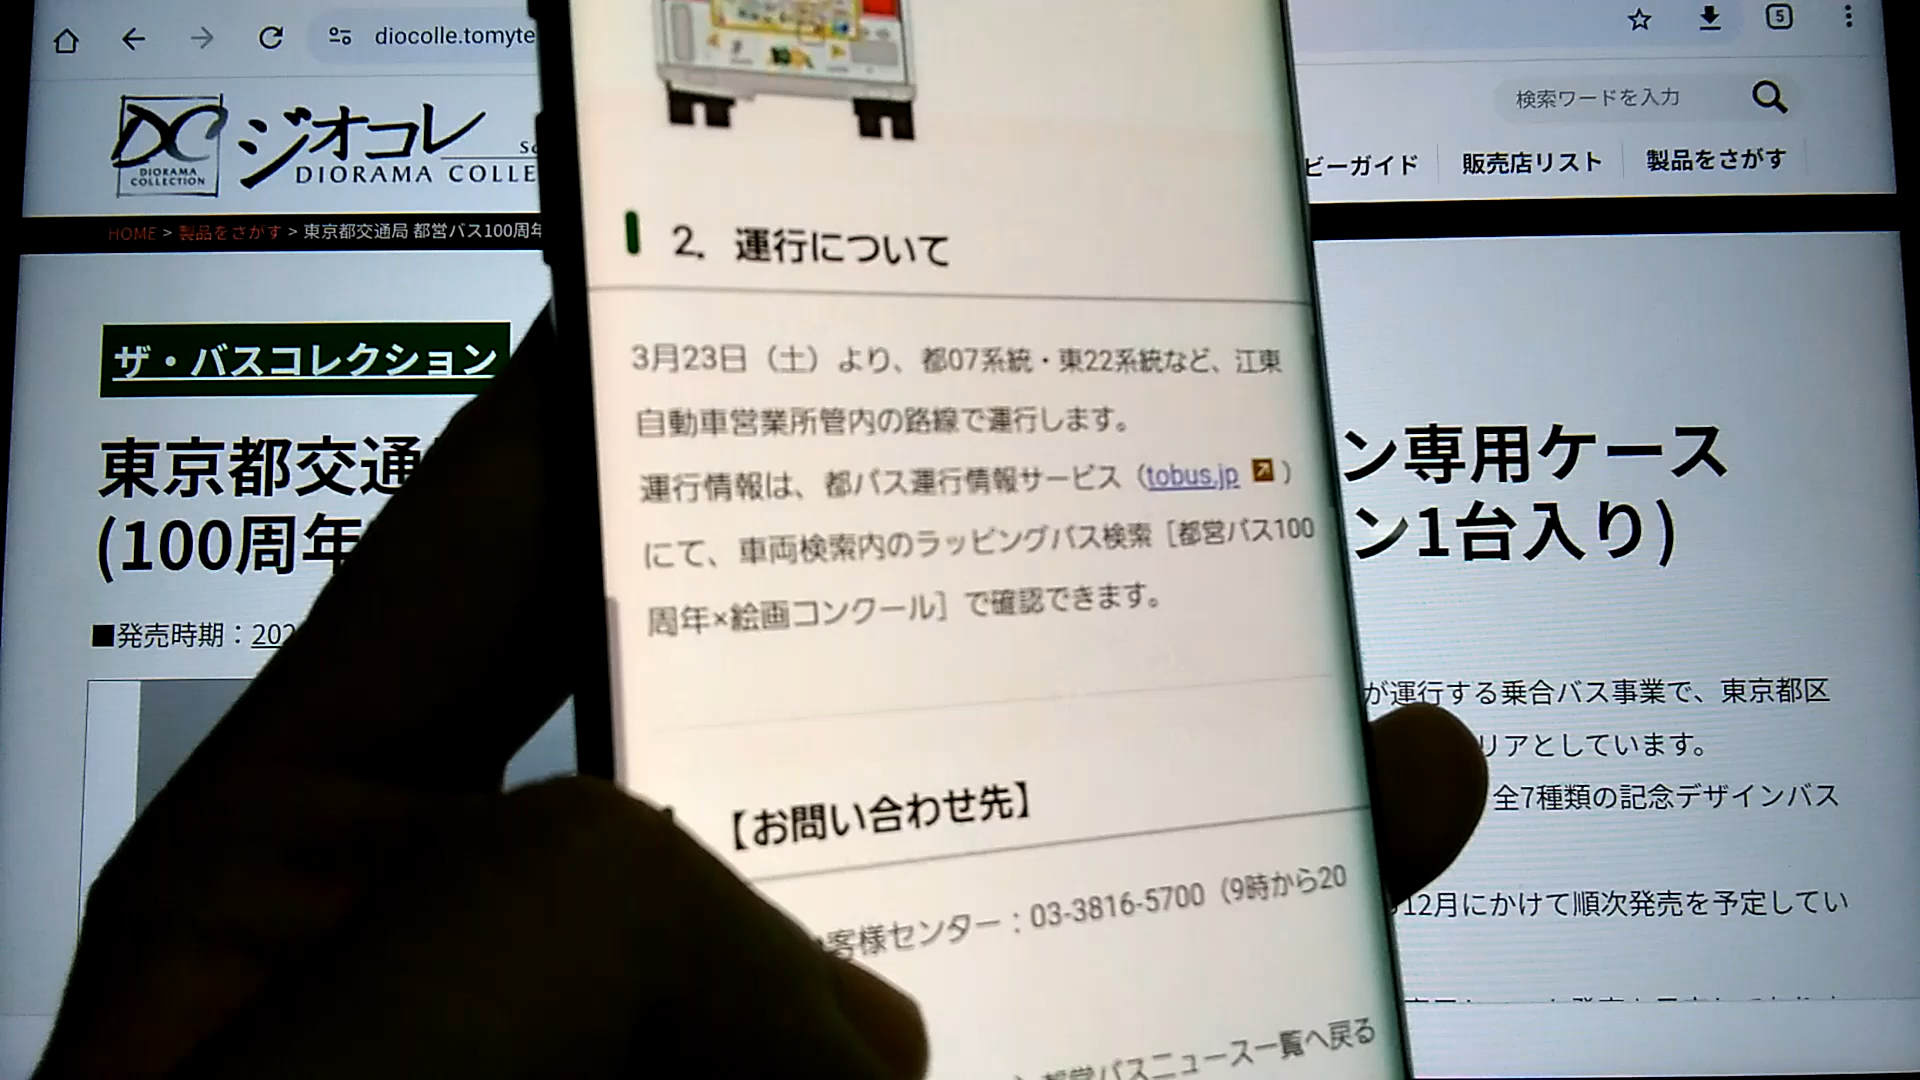 diocolle.tomyte
5
DC
DIORAMA
COLLECTION
ジオコレ
DIORAMA COLLE
検索ワードを入力
ビーガイド
販売店リスト
製品をさがす
HOME > 製品をさがす > 東京都交通局 都営バス100周年
ザ・バスコレクション
東京都交通
ン専用ケース
(100周年
ン1台入り)
■発売時期：202
が運行する乗合バス事業で、東京都区
リアとしています。
全7種類の記念デザインバス
12月にかけて順次発売を予定してい
2. 運行について
3月23日（土）より、都07系統・東22系統など、江東
自動車営業所管内の路線で運行します。
運行情報は、都バス運行情報サービス（tobus.jp ）
にて、車両検索内のラッピングバス検索［都営バス100
周年×絵画コンクール］で確認できます。
【お問い合わせ先】
客様センター：03-3816-5700（9時から20
都営バスニュース一覧へ戻る